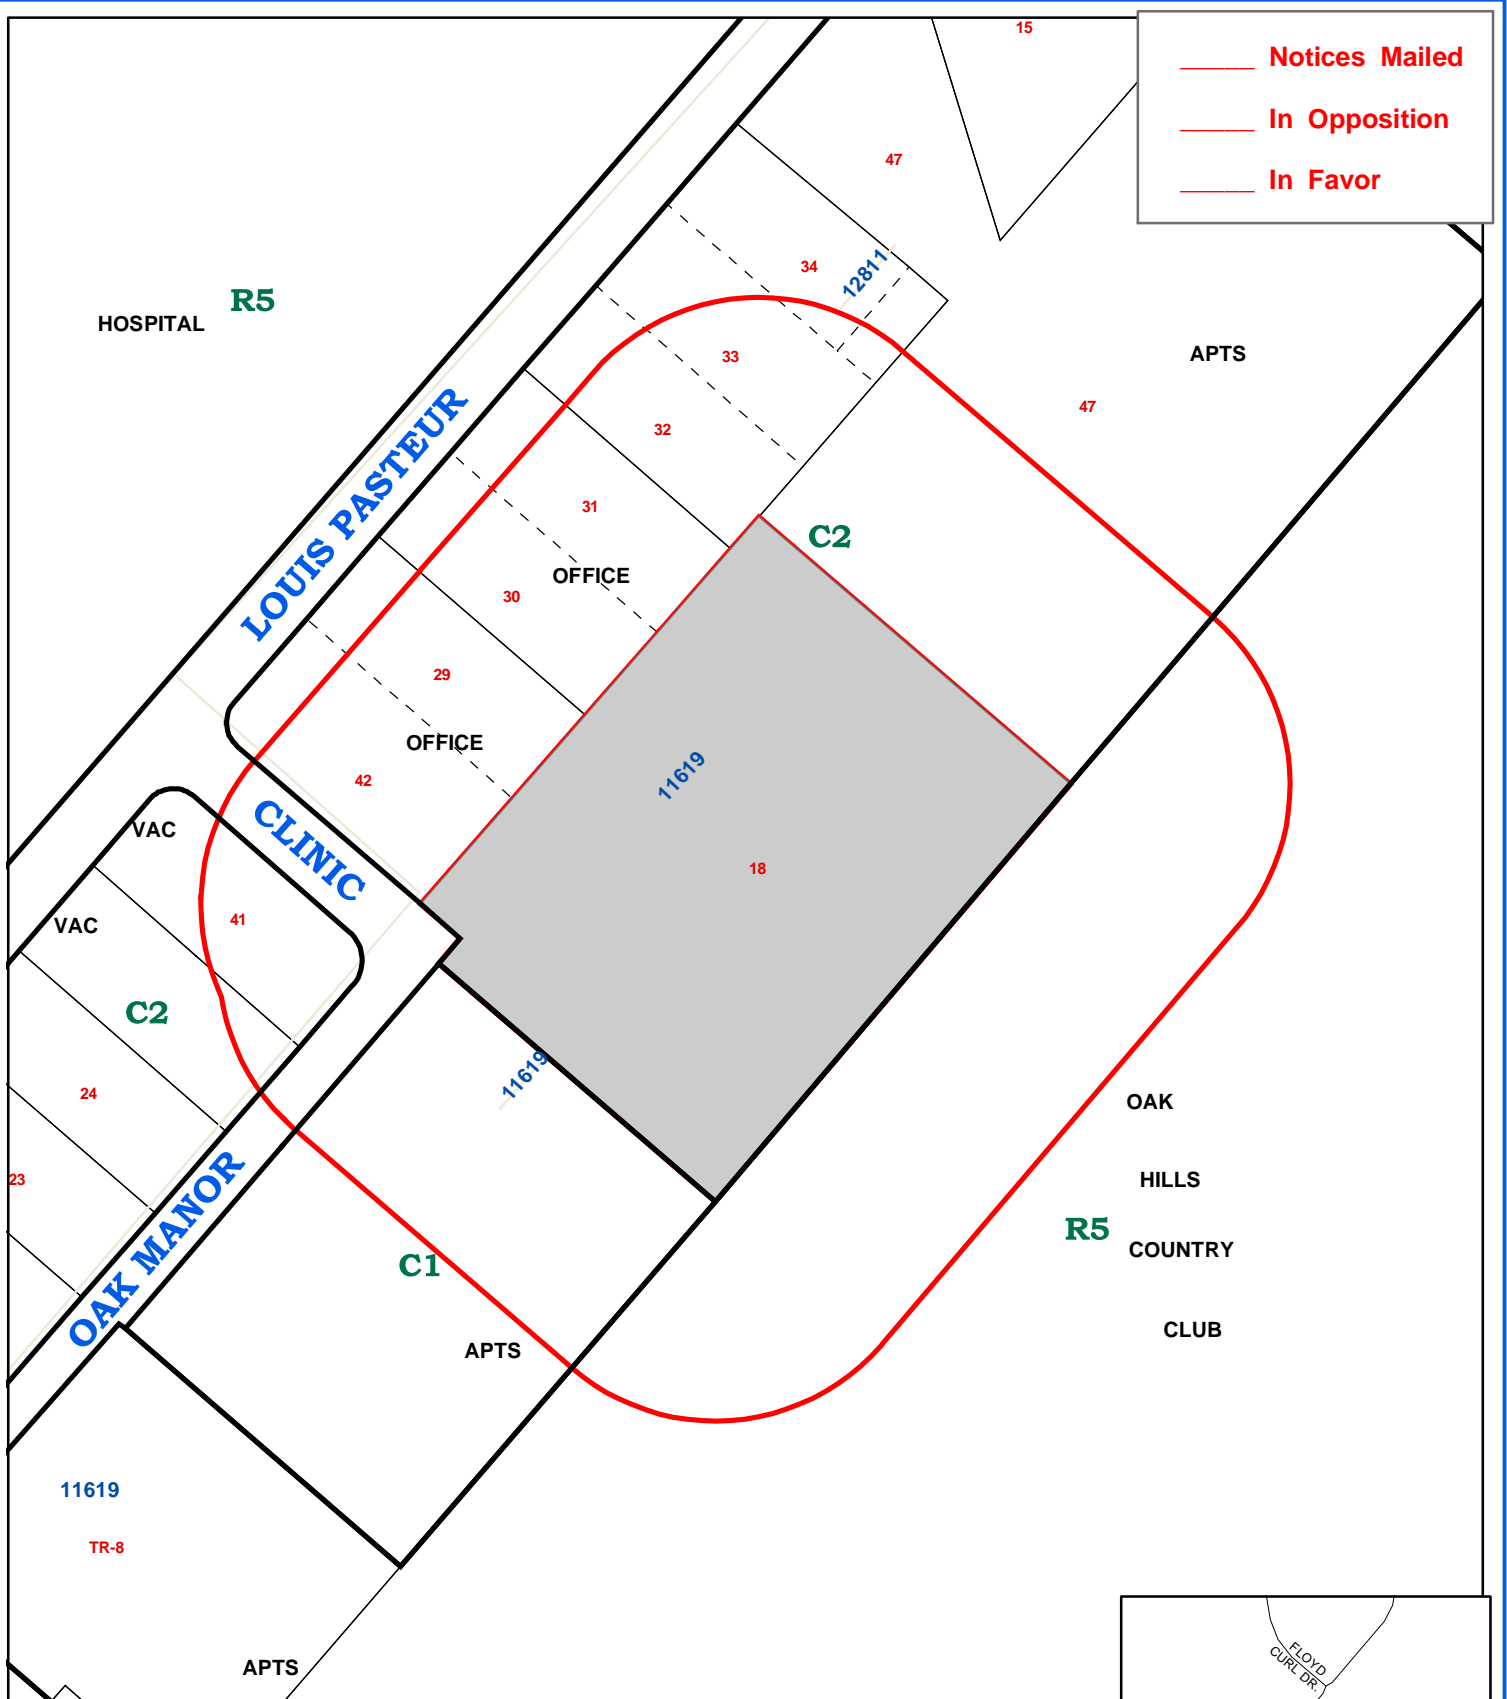 15
_____ Notices Mailed
_____ In Opposition
_____ In Favor
47
34
12811
R5
HOSPITAL
33
APTS
47
32
LOUIS PASTEUR
31
C2
OFFICE
30
29
OFFICE
42
11619
CLINIC
VAC
18
41
VAC
C2
11619
24
OAK
23
HILLS
R5
COUNTRY
OAK MANOR
C1
CLUB
APTS
11619
TR-8
APTS
FLOYD
CURL DR.